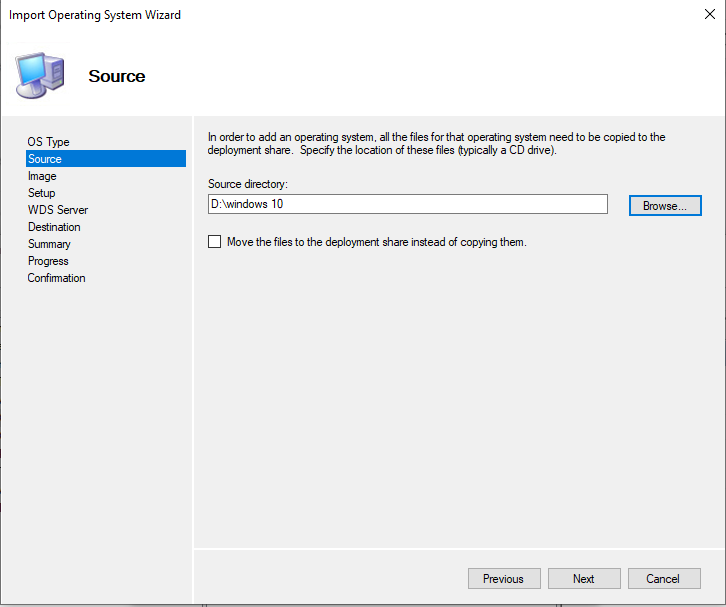 Import Operating System Wizard
Source
OS Type
Source
Image
Setup
WDS Server
Destination
Summary
Progress
Confirmation
In order to add an operating system, all the files for that operating system need to be copied to the
deployment share.  Specify the location of these files (typically a CD drive).
Source directory:
D:\windows 10
Browse...
Move the files to the deployment share instead of copying them.
Previous
Next
Cancel